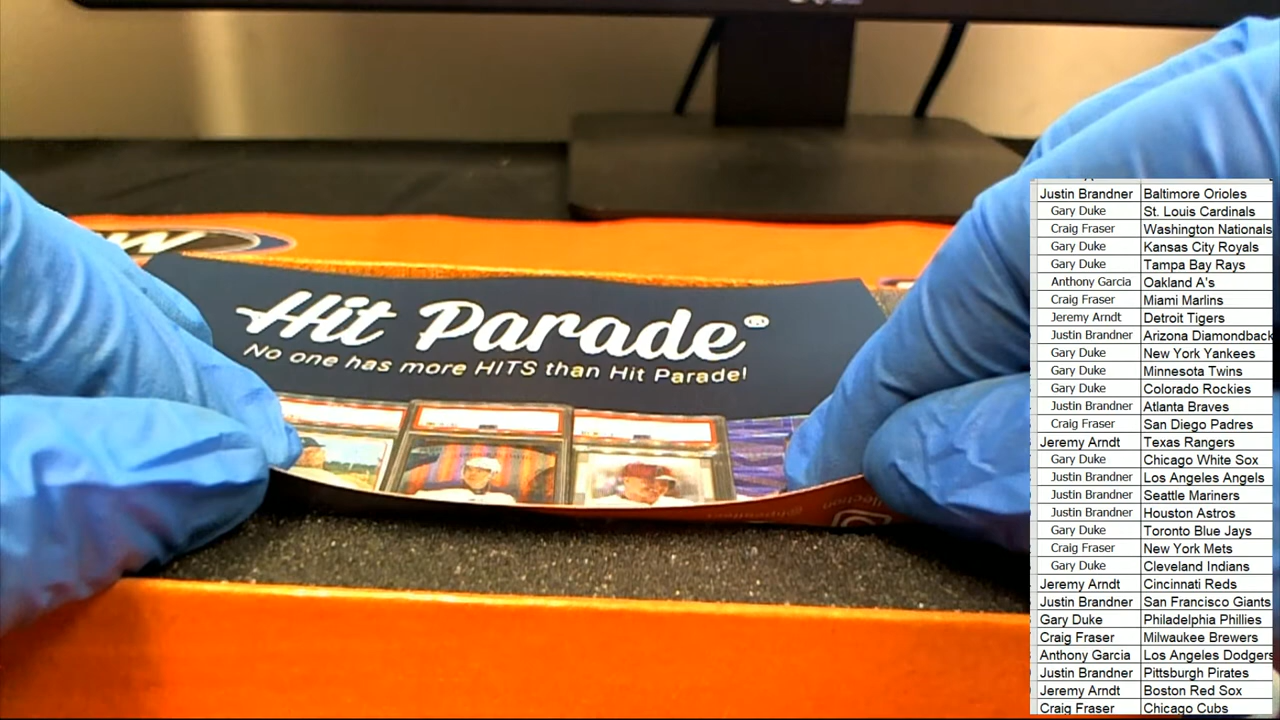 Hit Parade
No one has more HITS than Hit Parade!
Justin Brandner Baltimore Orioles
Gary Duke St. Louis Cardinals
Craig Fraser Washington Nationals
Gary Duke Kansas City Royals
Gary Duke Tampa Bay Rays
Anthony Garcia Oakland A's
Craig Fraser Miami Marlins
Jeremy Arndt Detroit Tigers
Justin Brandner Arizona Diamondback
Gary Duke New York Yankees
Gary Duke Minnesota Twins
Gary Duke Colorado Rockies
Justin Brandner Atlanta Braves
Craig Fraser San Diego Padres
Jeremy Arndt Texas Rangers
Gary Duke Chicago White Sox
Justin Brandner Los Angeles Angels
Justin Brandner Seattle Mariners
Justin Brandner Houston Astros
Gary Duke Toronto Blue Jays
Craig Fraser New York Mets
Gary Duke Cleveland Indians
Jeremy Arndt Cincinnati Reds
Justin Brandner San Francisco Giants
Gary Duke Philadelphia Phillies
Craig Fraser Milwaukee Brewers
Anthony Garcia Los Angeles Dodgers
Justin Brandner Pittsburgh Pirates
Jeremy Arndt Boston Red Sox
Craig Fraser Chicago Cubs